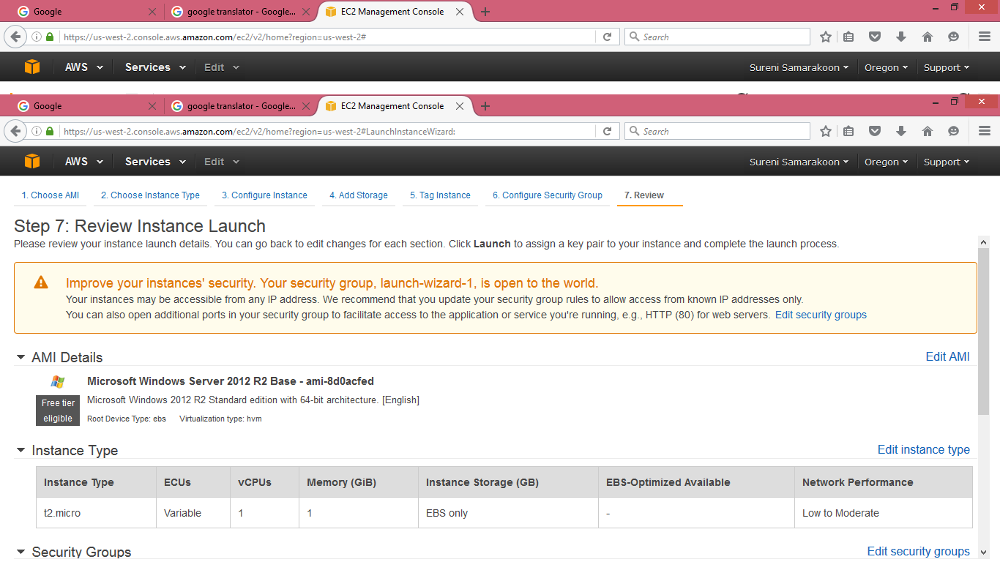 Google
google translator - Google...
EC2 Management Console
https://us-west-2.console.aws.amazon.com/ec2/v2/home?region=us-west-2#
Search
AWS Services Edit Sureni Samarakoon Oregon Support
Google
google translator - Google...
EC2 Management Console
https://us-west-2.console.aws.amazon.com/ec2/v2/home?region=us-west-2#LaunchInstanceWizard:
Search
AWS Services Edit Sureni Samarakoon Oregon Support
1. Choose AMI 2. Choose Instance Type 3. Configure Instance 4. Add Storage 5. Tag Instance 6. Configure Security Group 7. Review
Step 7: Review Instance Launch
Please review your instance launch details. You can go back to edit changes for each section. Click Launch to assign a key pair to your instance and complete the launch process.
Improve your instances' security. Your security group, launch-wizard-1, is open to the world.
Your instances may be accessible from any IP address. We recommend that you update your security group rules to allow access from known IP addresses only.
You can also open additional ports in your security group to facilitate access to the application or service you're running, e.g., HTTP (80) for web servers. Edit security groups
AMI Details Edit AMI
Microsoft Windows Server 2012 R2 Base - ami-8d0acfed
Free tier eligible
Microsoft Windows 2012 R2 Standard edition with 64-bit architecture. [English]
Root Device Type: ebs Virtualization type: hvm
Instance Type Edit instance type
Instance Type ECUs vCPUs Memory (GiB) Instance Storage (GB) EBS-Optimized Available Network Performance
t2.micro Variable 1 1 EBS only - Low to Moderate
Security Groups Edit security groups